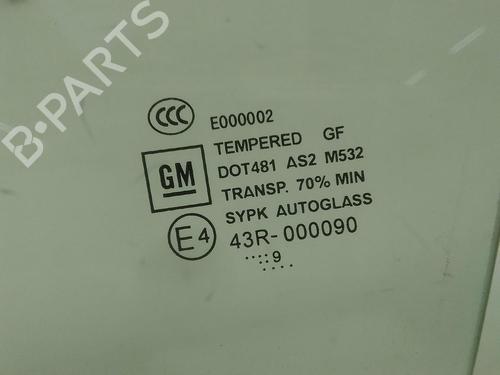 B-PARTS
CCC E000002
TEMPERED GF
GM DOT481 AS2 M532
TRANSP. 70% MIN
SYPK AUTOGLASS
E4 43R-000090
.....9